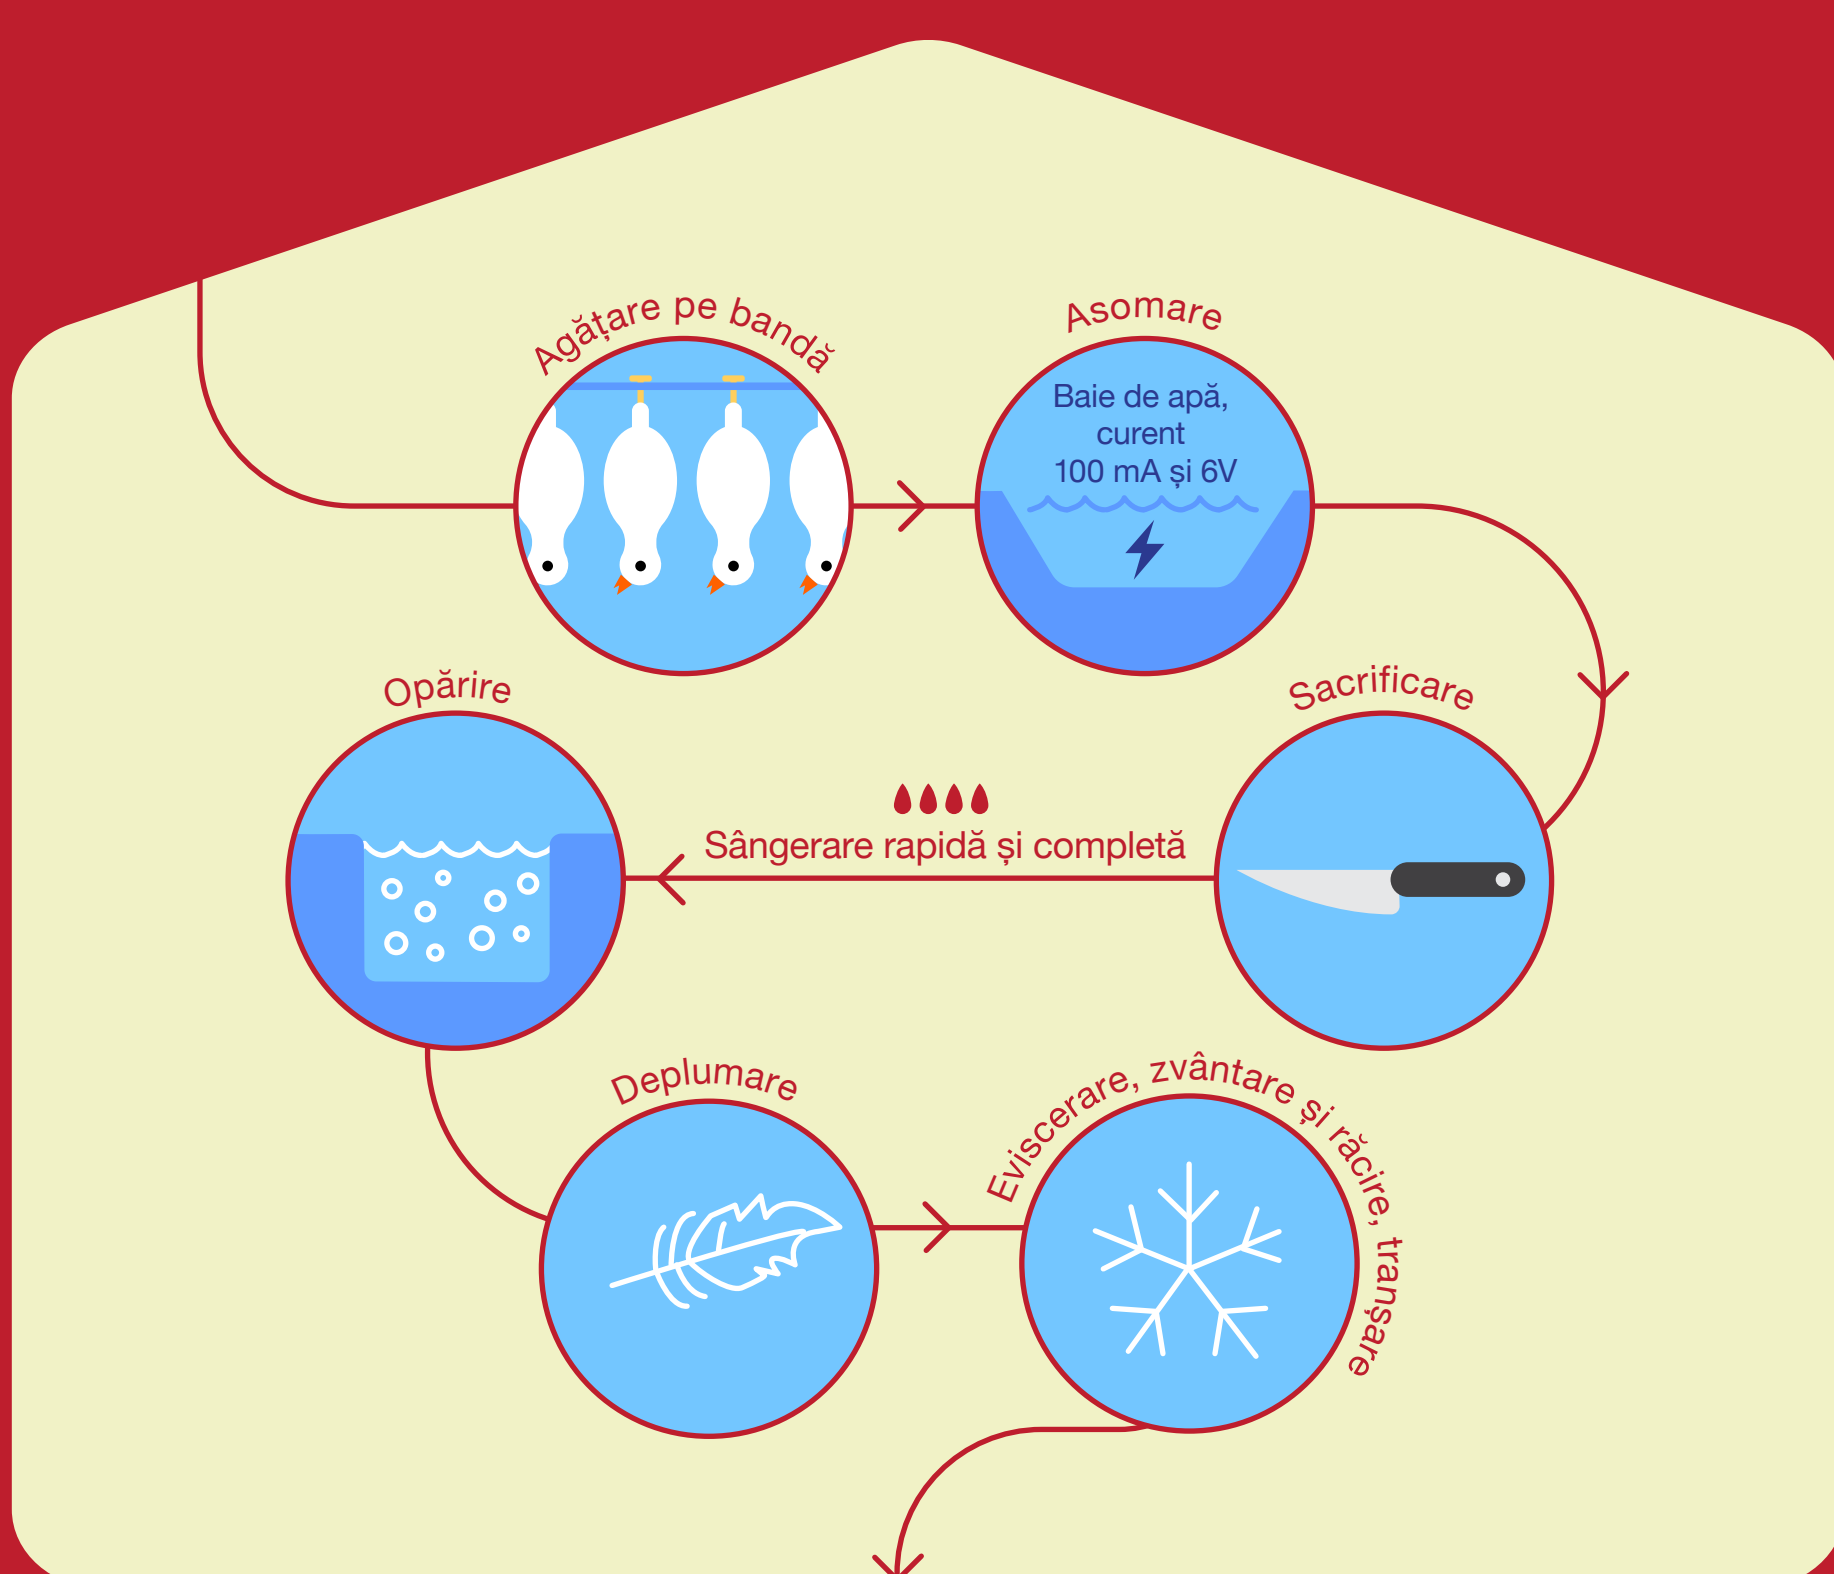 Agățare pe bandă
Asomare
Baie de apă,
curent
100 mA și 6V
Sacrificare
Sângerare rapidă și completă
Opărire
Deplumare
Eviscerare, zvântare și răcire, tranșare